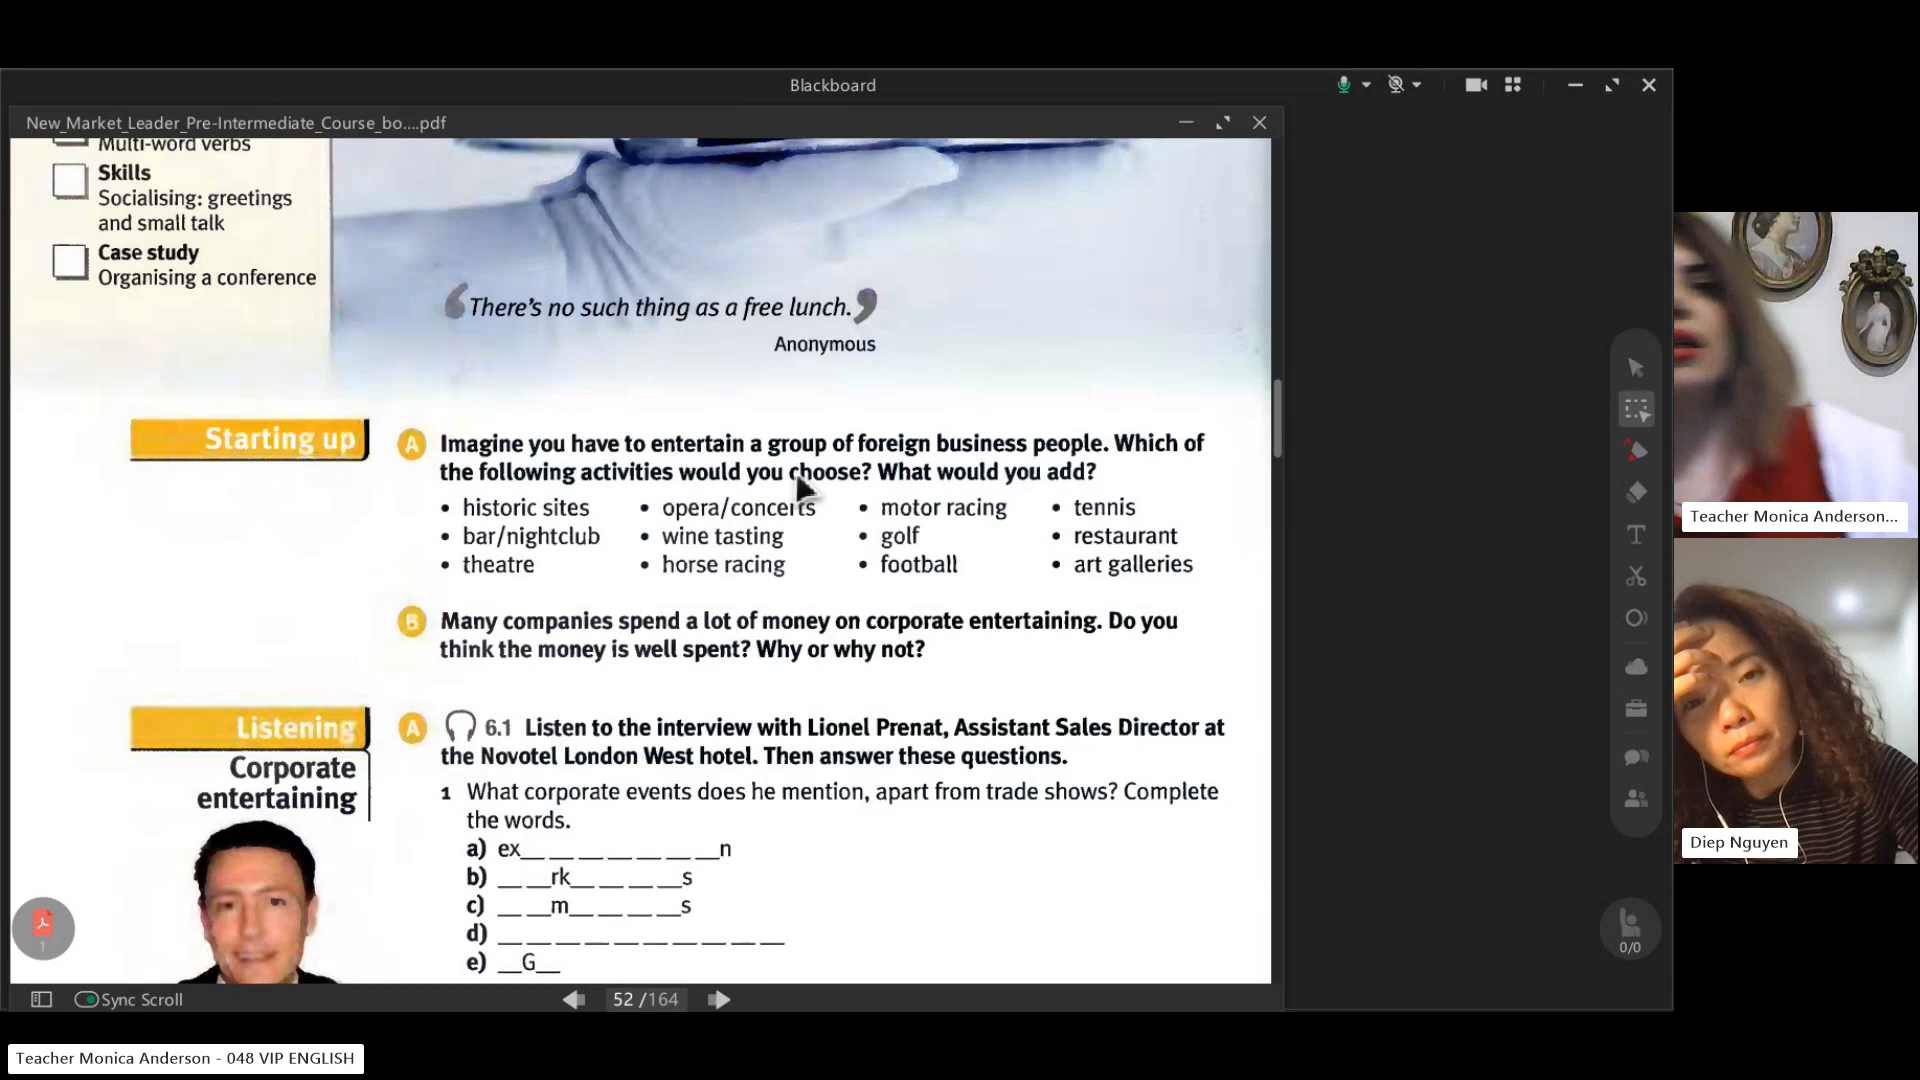 Blackboard
New_Market_Leader_Pre-Intermediate_Course_bo....pdf
Multi-word verbs
Skills
Socialising: greetings
and small talk
Case study
Organising a conference
‘There's no such thing as a free lunch.’
Anonymous
Starting up
A Imagine you have to entertain a group of foreign business people. Which of
the following activities would you choose? What would you add?
• historic sites • opera/concerts • motor racing • tennis
• bar/nightclub • wine tasting • golf • restaurant
• theatre • horse racing • football • art galleries
B Many companies spend a lot of money on corporate entertaining. Do you
think the money is well spent? Why or why not?
Listening
Corporate
entertaining
A 6.1 Listen to the interview with Lionel Prenat, Assistant Sales Director at
the Novotel London West hotel. Then answer these questions.
1 What corporate events does he mention, apart from trade shows? Complete
the words.
a) ex__ __ __ __ __ __ __n
b) __ __rk__ __ __ __s
c) __ __m__ __ __ __s
d) __ __ __ __ __ __ __ __ __ __
e) __G__
1
Sync Scroll
52 /164
0/0
Teacher Monica Anderson...
Diep Nguyen
Teacher Monica Anderson - 048 VIP ENGLISH